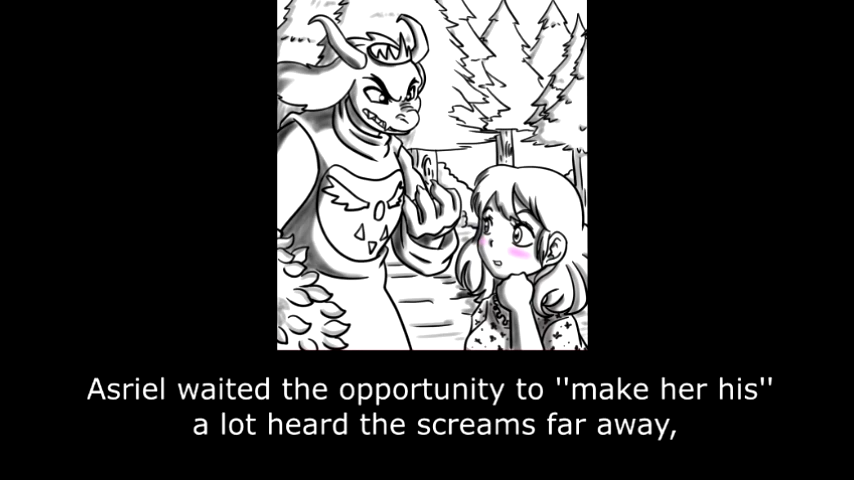 Asriel waited the opportunity to "make her his"
a lot heard the screams far away,